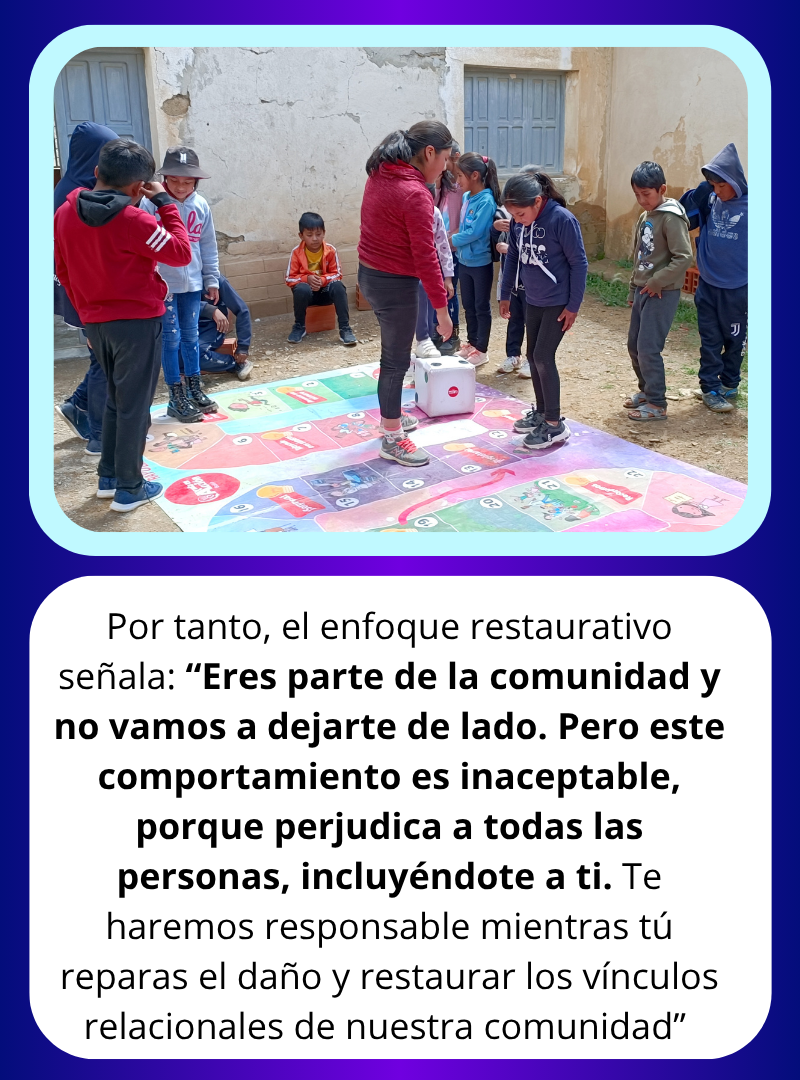 Por tanto, el enfoque restaurativo
señala: “Eres parte de la comunidad y
no vamos a dejarte de lado. Pero este
comportamiento es inaceptable,
porque perjudica a todas las
personas, incluyéndote a ti. Te
haremos responsable mientras tú
reparas el daño y restaurar los vínculos
relacionales de nuestra comunidad”